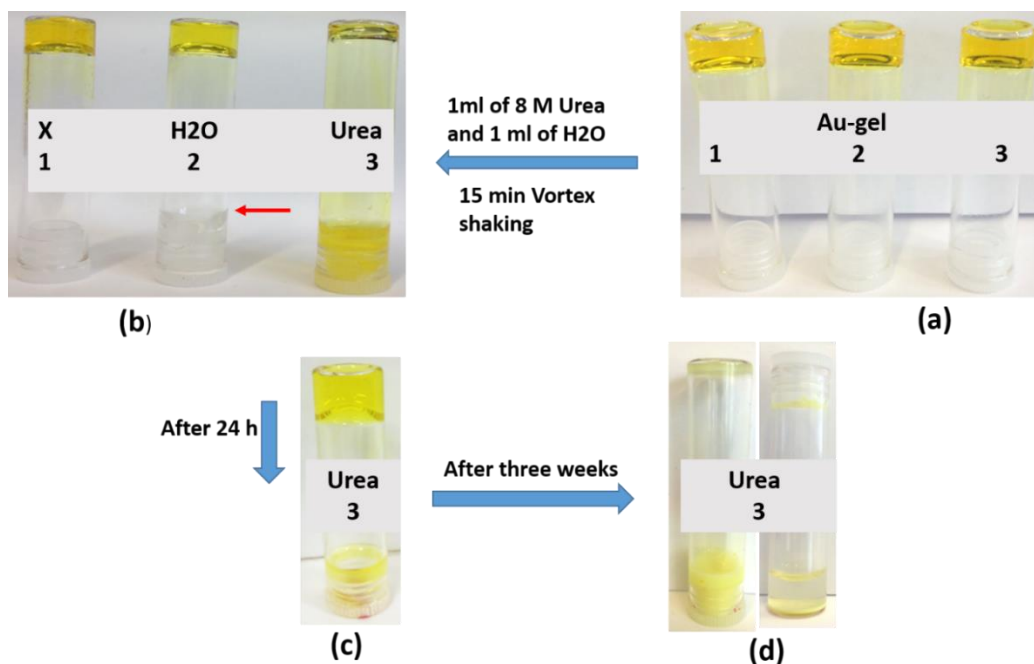 X H2O Urea
1 2 3
(b)
1ml of 8 M Urea
and 1 ml of H2O
15 min Vortex
shaking
Au-gel
1 2 3
(a)
After 24 h
Urea
3
(c)
After three weeks
Urea
3
(d)